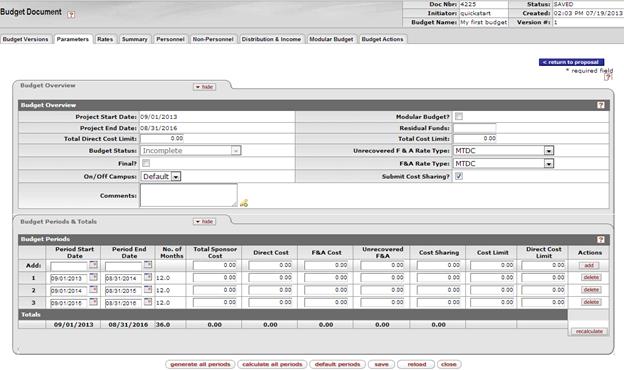 Budget Document ?
Doc Nbr: 4225 Status: SAVED
Initiator: quickstart Created: 02:03 PM 07/19/2013
Budget Name: My first budget Version #: 1
Budget Versions Parameters Rates Summary Personnel Non-Personnel Distribution & Income Modular Budget Budget Actions
< return to proposal
* required field
?
Budget Overview ▼ hide
Budget Overview ?
Project Start Date: 09/01/2013 Modular Budget?
Project End Date: 08/31/2016 Residual Funds:
Total Direct Cost Limit: 0.00 Total Cost Limit: 0.00
Budget Status: Incomplete Unrecovered F & A Rate Type: MTDC
Final? F&A Rate Type: MTDC
On/Off Campus: Default Submit Cost Sharing?
Comments:
Budget Periods & Totals ▼ hide
Budget Periods ?
Period Start Date Period End Date No. of Months Total Sponsor Cost Direct Cost F&A Cost Unrecovered F&A Cost Sharing Cost Limit Direct Cost Limit Actions
Add: 0.00 0.00 0.00 0.00 0.00 0.00 0.00 add
1 09/01/2013 08/31/2014 12.0 0.00 0.00 0.00 0.00 0.00 0.00 0.00 delete
2 09/01/2014 08/31/2015 12.0 0.00 0.00 0.00 0.00 0.00 0.00 0.00 delete
3 09/01/2015 08/31/2016 12.0 0.00 0.00 0.00 0.00 0.00 0.00 0.00 delete
Totals
09/01/2013 08/31/2016 36.0 0.00 0.00 0.00 0.00 0.00
recalculate
generate all periods calculate all periods default periods save reload close